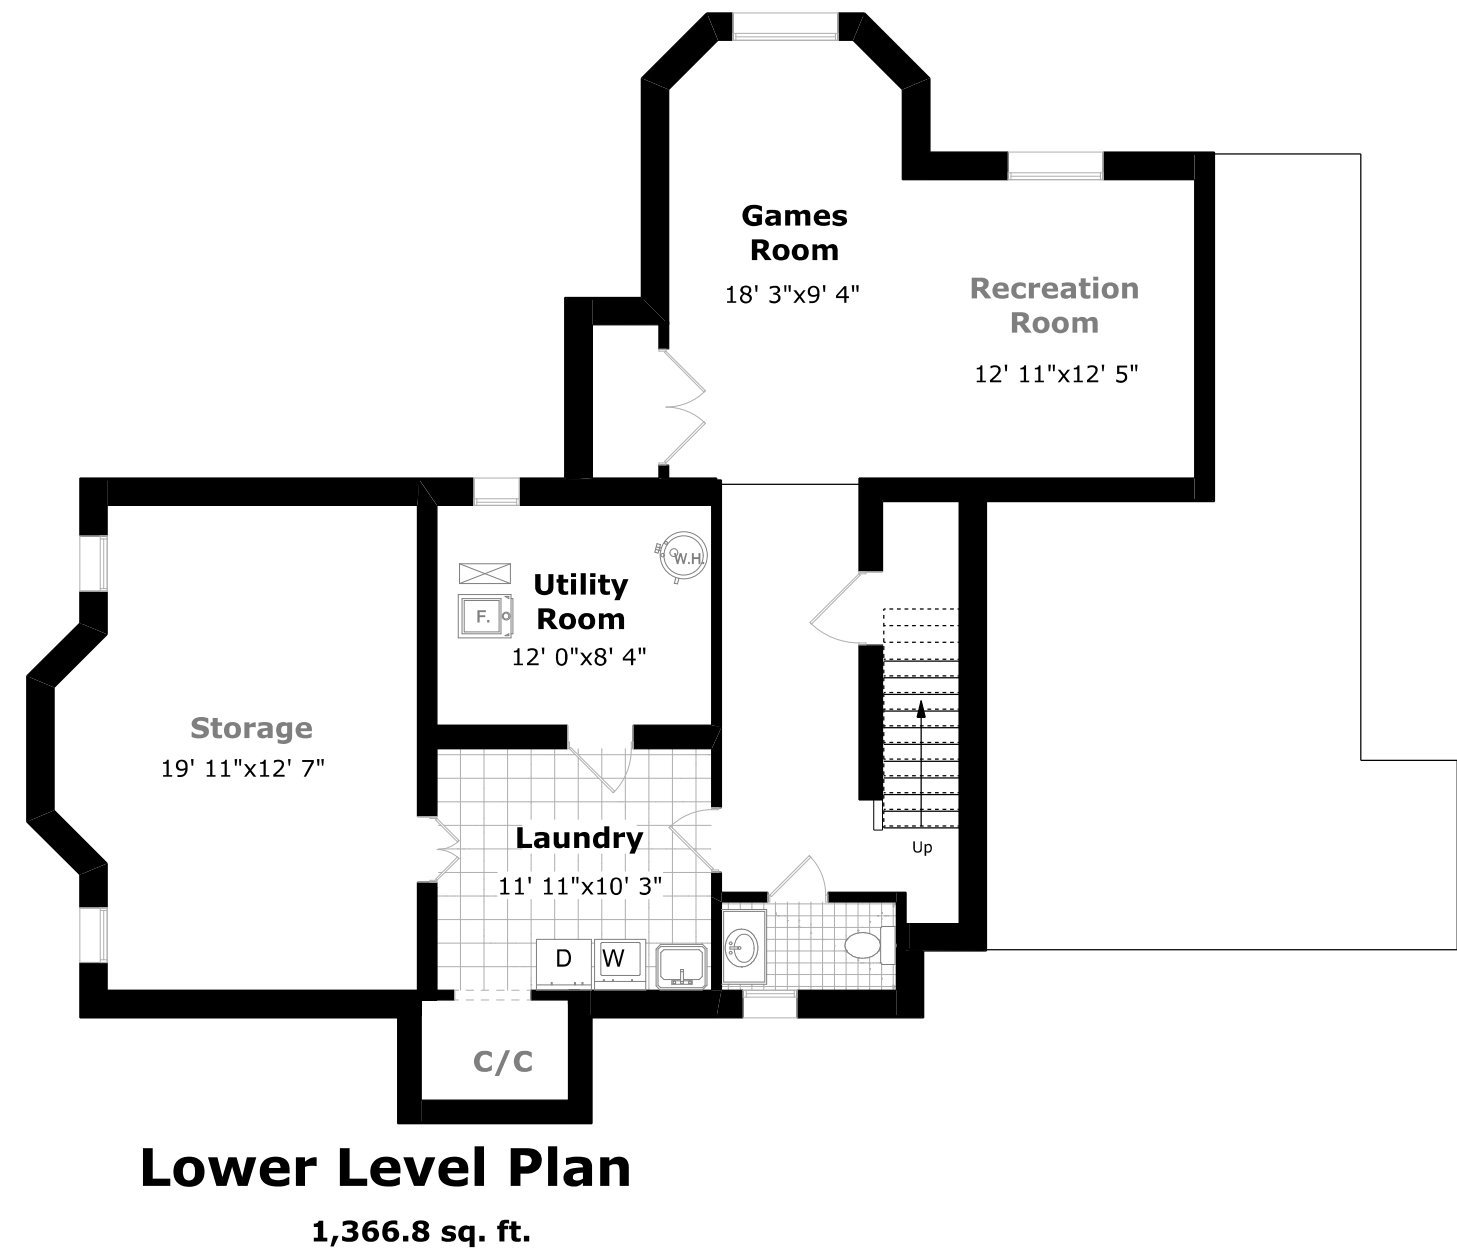 Games
Room
18' 3"x9' 4"
Recreation
Room
12' 11"x12' 5"
W.H.
F.
Utility
Room
12' 0"x8' 4"
Storage
19' 11"x12' 7"
Laundry
11' 11"x10' 3"
Up
D
W
C/C
Lower Level Plan
1,366.8 sq. ft.